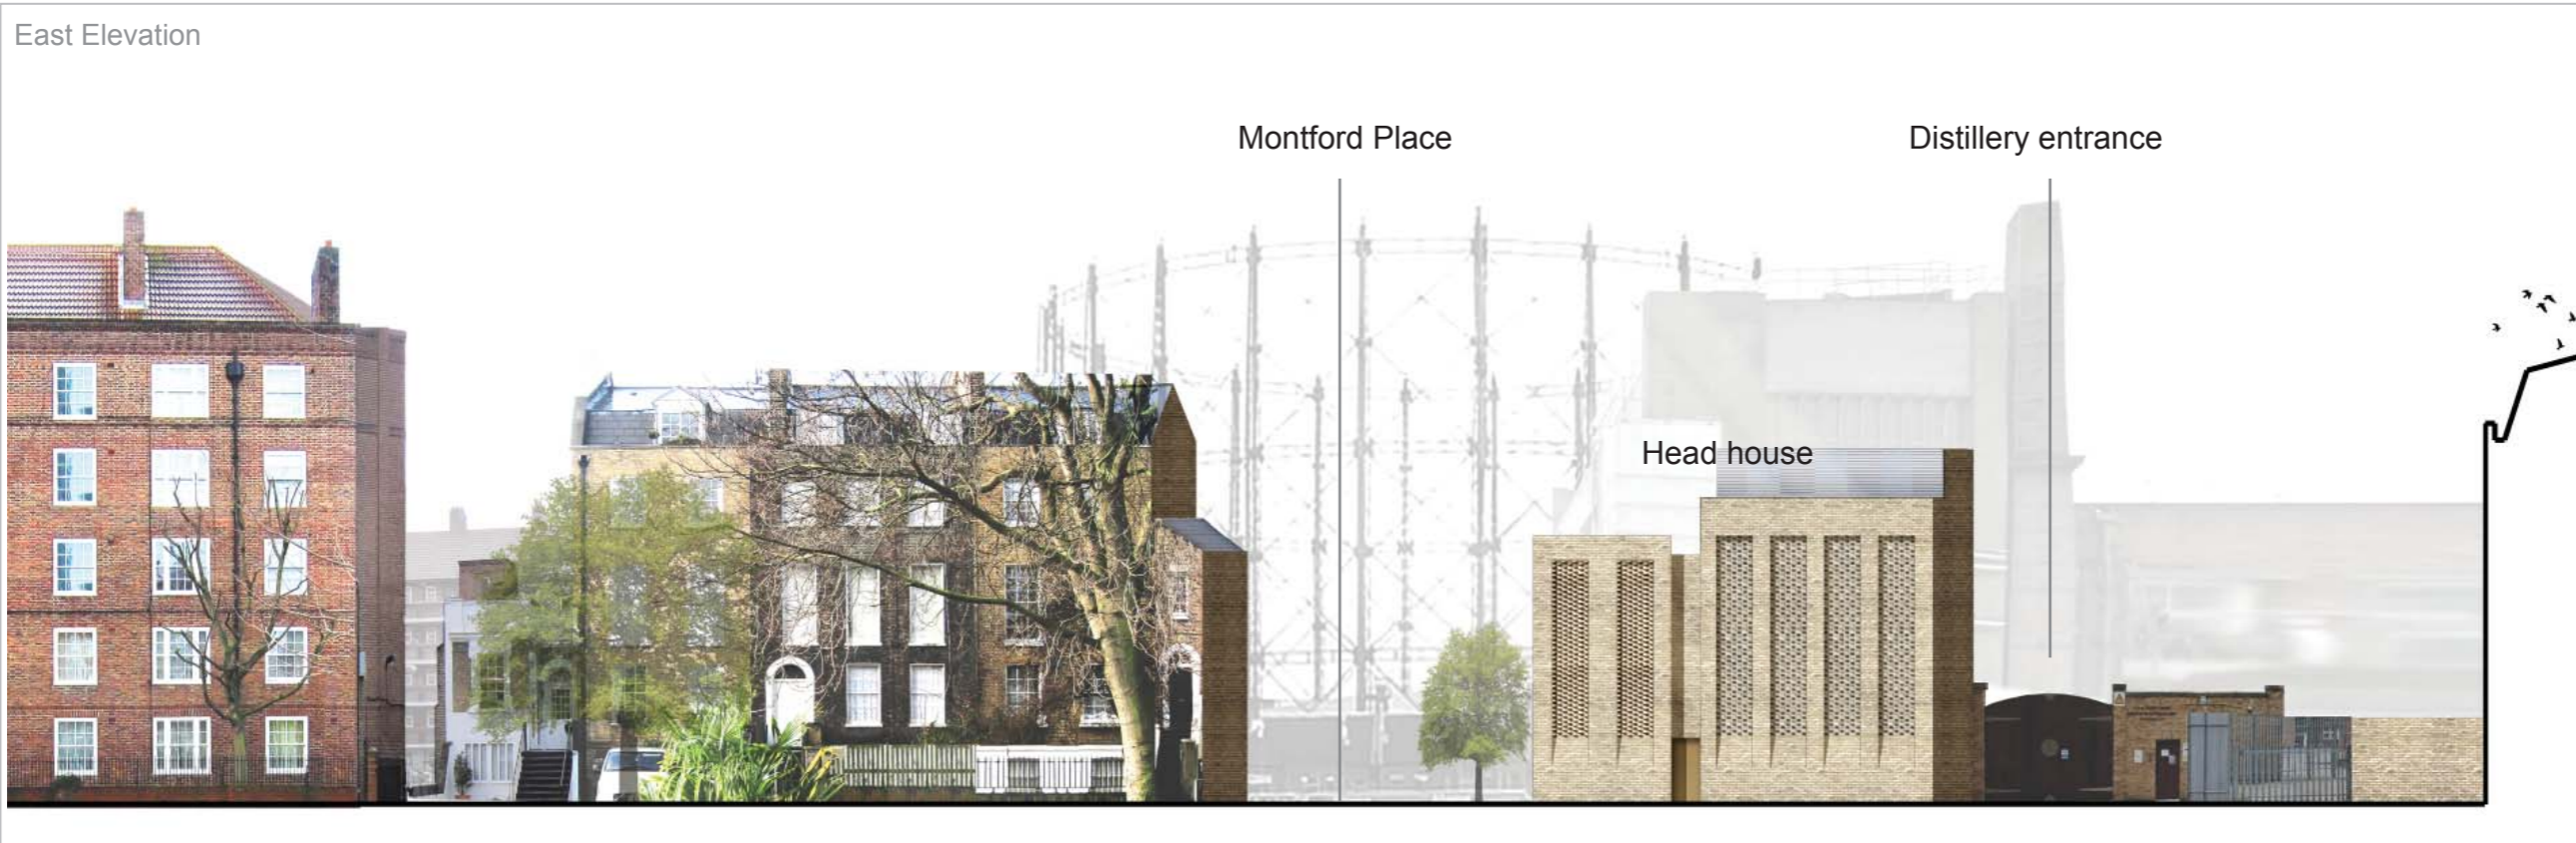 East Elevation
Montford Place
Distillery entrance
Head house